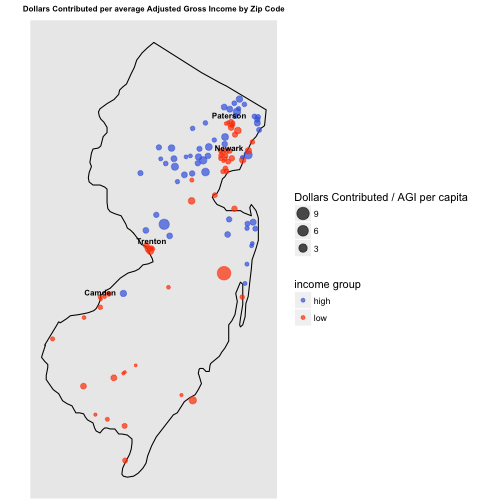 Dollars Contributed per average Adjusted Gross Income by Zip Code
Paterson
Newark
Trenton
Camden
Dollars Contributed / AGI per capita
9
6
3
income group
high
low